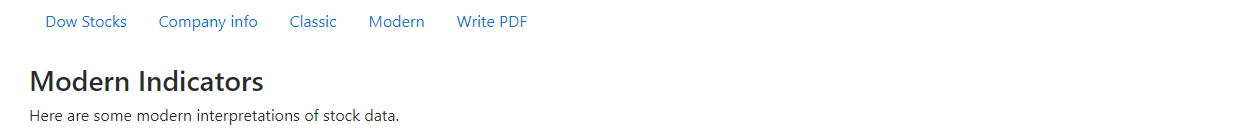 Dow Stocks Company info Classic Modern Write PDF
Modern Indicators
Here are some modern interpretations of stock data.